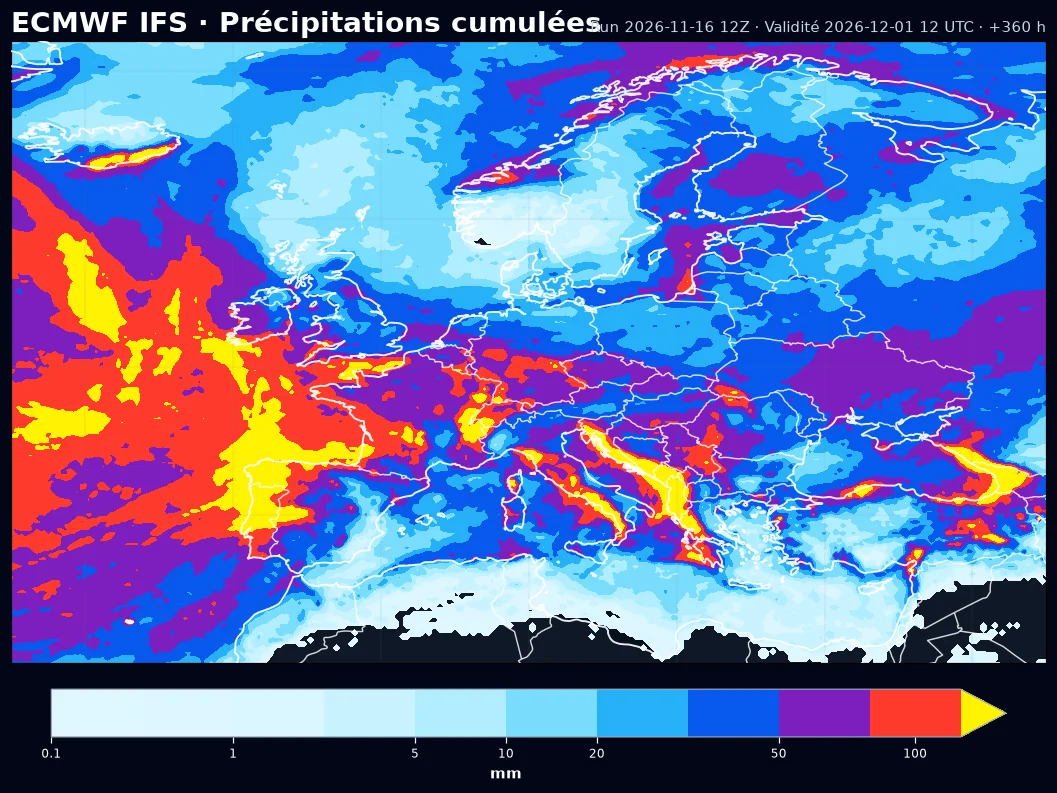 ECMWF IFS · Précipitations cumulées
Run 2026-11-16 12Z · Validité 2026-12-01 12 UTC · +360 h
0.1 1 5 10 20 50 100
mm